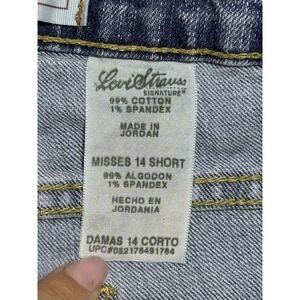 Levi Strauss
SIGNATURE™
99% COTTON
1% SPANDEX
MADE IN
JORDAN
MISSES 14 SHORT
99% ALGODON
1% SPANDEX
HECHO EN
JORDANIA
DAMAS 14 CORTO
UPC#052178491784